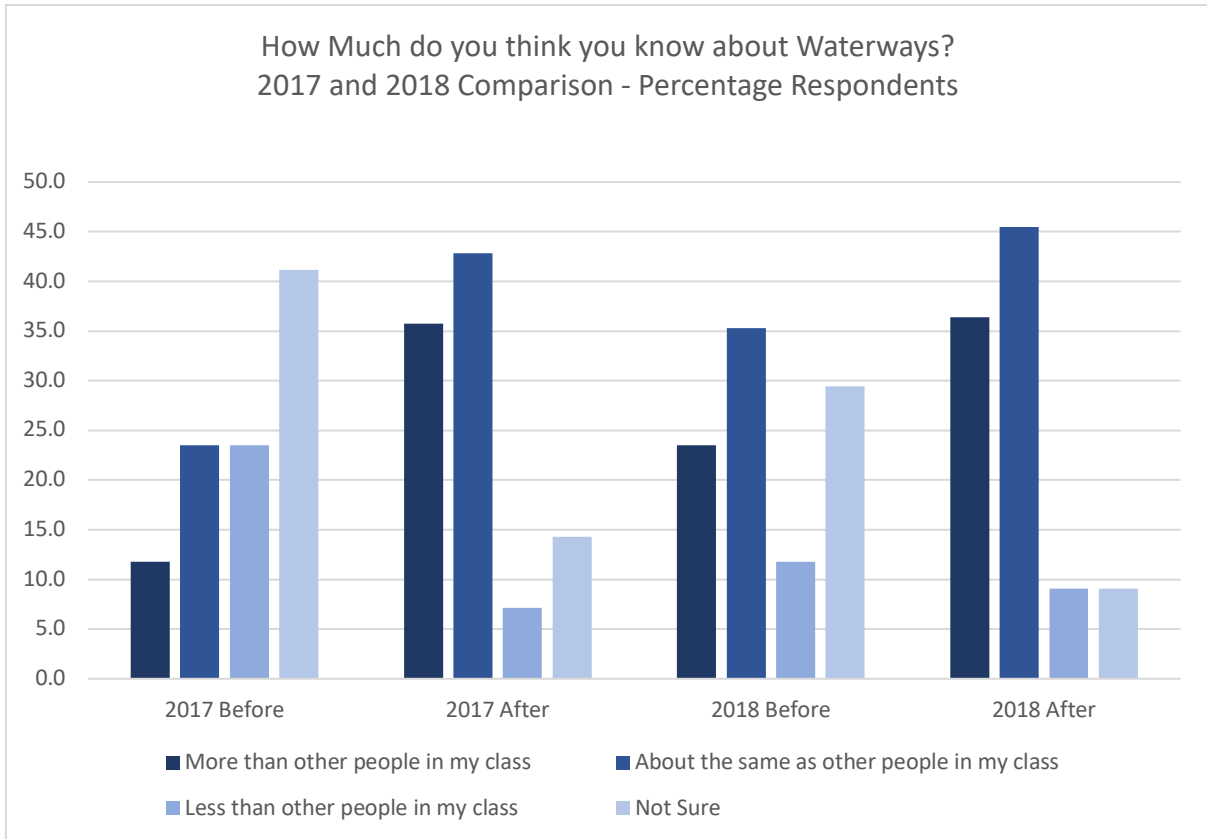 How Much do you think you know about Waterways?
2017 and 2018 Comparison - Percentage Respondents
50.0
45.0
40.0
35.0
30.0
25.0
20.0
15.0
10.0
5.0
0.0
2017 Before
2017 After
2018 Before
2018 After
More than other people in my class
About the same as other people in my class
Less than other people in my class
Not Sure